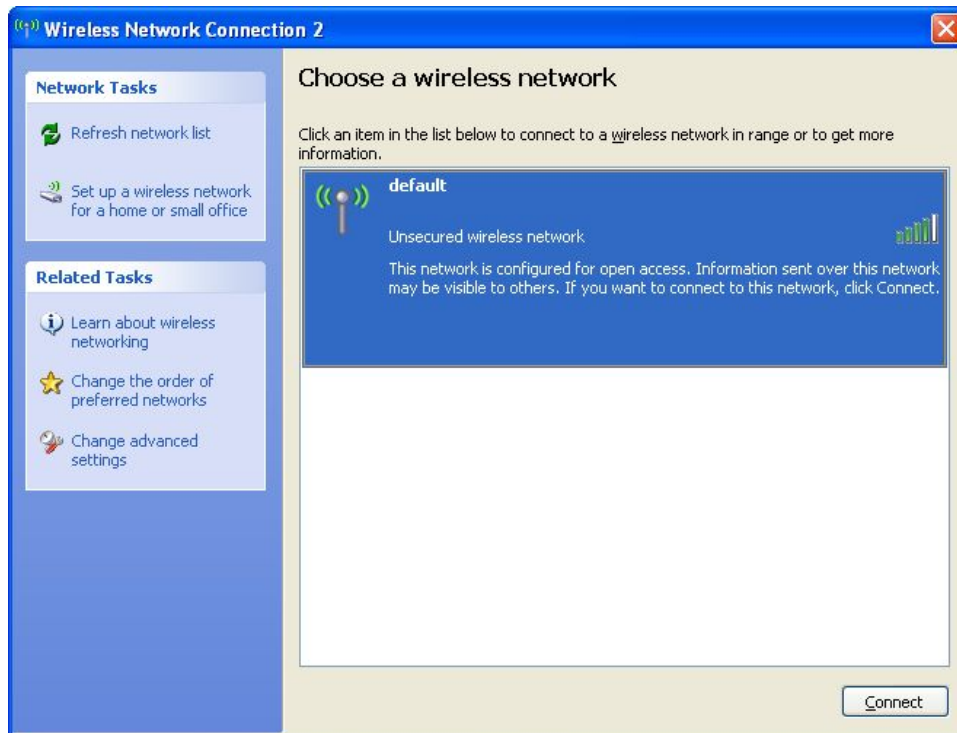 Wireless Network Connection 2
Network Tasks
Refresh network list
Set up a wireless network
for a home or small office
Related Tasks
Learn about wireless
networking
Change the order of
preferred networks
Change advanced
settings
Choose a wireless network
Click an item in the list below to connect to a wireless network in range or to get more
information.
default
Unsecured wireless network
This network is configured for open access. Information sent over this network
may be visible to others. If you want to connect to this network, click Connect.
Connect